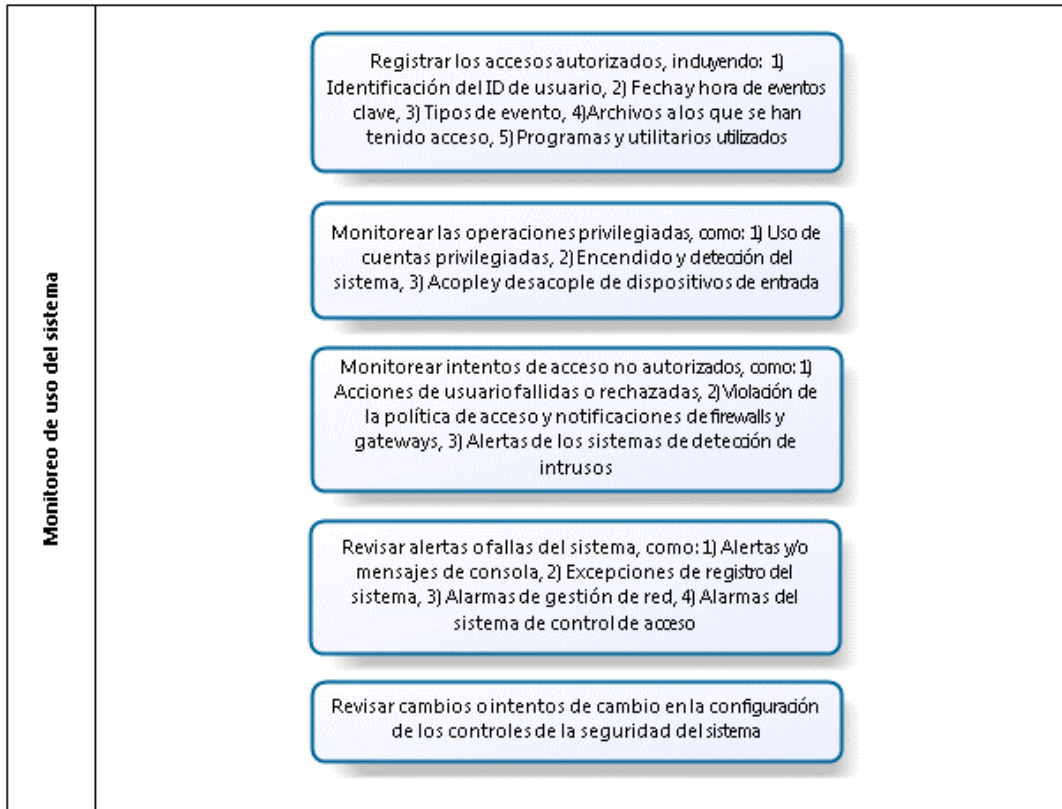 Monitoreo de uso del sistema
Registrar los accesos autorizados, incluyendo: 1)
Identificación del ID de usuario, 2) Fecha y hora de eventos
clave, 3) Tipos de evento, 4)Archivos a los que se han
tenido acceso, 5) Programas y utilitarios utilizados
Monitorear las operaciones privilegiadas, como: 1) Uso de
cuentas privilegiadas, 2) Encendido y detección del
sistema, 3) Acople y desacople de dispositivos de entrada
Monitorear intentos de acceso no autorizados, como: 1)
Acciones de usuario fallidas o rechazadas, 2) Violación de
la política de acceso y notificaciones de firewalls y
gateways, 3) Alertas de los sistemas de detección de
intrusos
Revisar alertas o fallas del sistema, como: 1) Alertas y/o
mensajes de consola, 2) Excepciones de registro del
sistema, 3) Alarmas de gestión de red, 4) Alarmas del
sistema de control de acceso
Revisar cambios o intentos de cambio en la configuración
de los controles de la seguridad del sistema